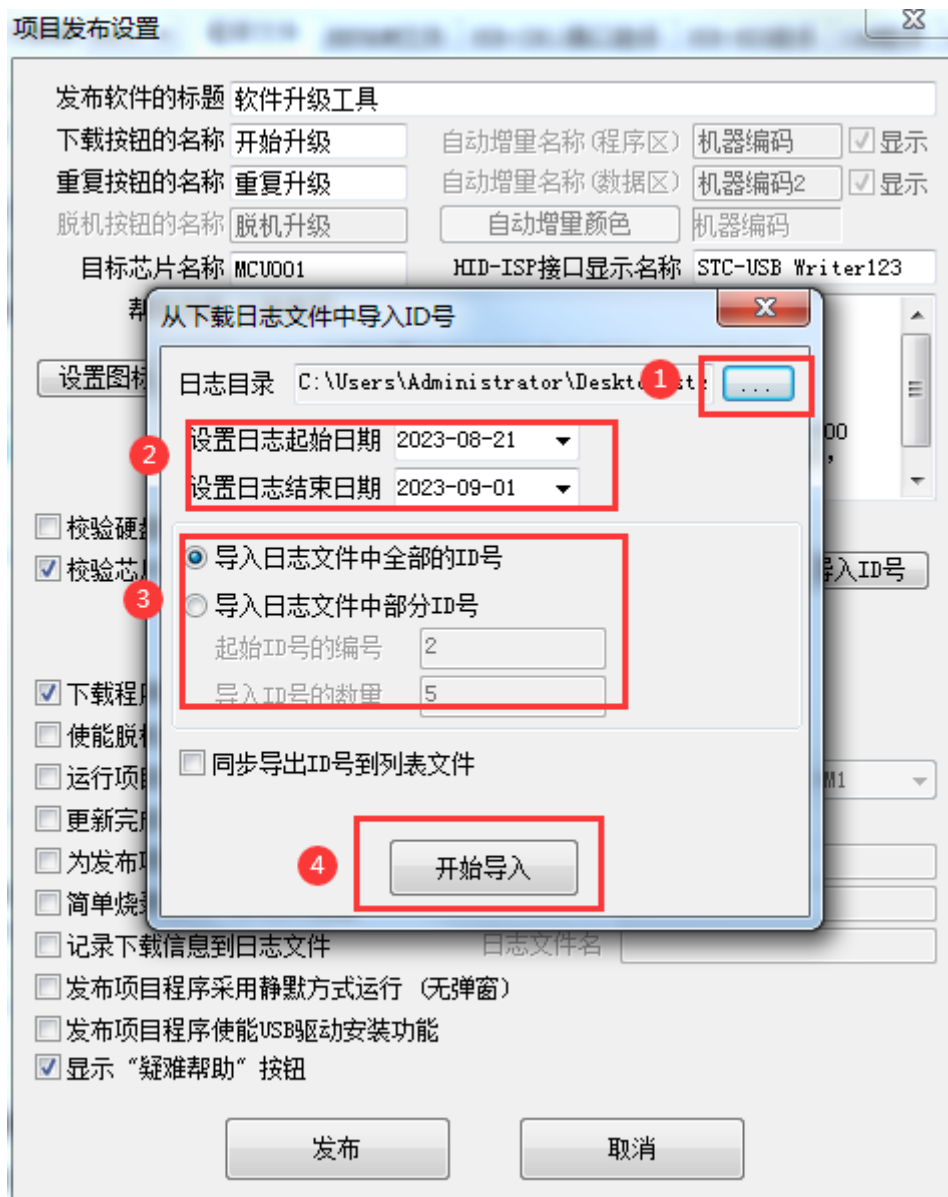 项目发布设置
发布软件的标题 软件升级工具
下载按钮的名称 开始升级 自动增量名称(程序区) 机器编码 显示
重复按钮的名称 重复升级 自动增量名称(数据区) 机器编码2 显示
脱机按钮的名称 脱机升级 自动增量颜色 机器编码
目标芯片名称 MCU001 HID-ISP接口显示名称 STC-USB Writer123
从下载日志文件中导入ID号
设置图标
日志目录 C:\Users\Administrator\Deskto 1 ...
2 设置日志起始日期 2023-08-21
设置日志结束日期 2023-09-01
校验硬
导入日志文件中全部的ID号
校验芯 导入ID号
3 导入日志文件中部分ID号
起始ID号的编号 2
导入ID号的数量 5
下载程
使能脱
同步导出ID号到列表文件
运行项 M1
更新完
为发布
4 开始导入
简单烧
记录下载信息到日志文件 日志文件名
发布项目程序采用静默方式运行 (无弹窗)
发布项目程序使能USB驱动安装功能
显示 “疑难帮助” 按钮
发布 取消